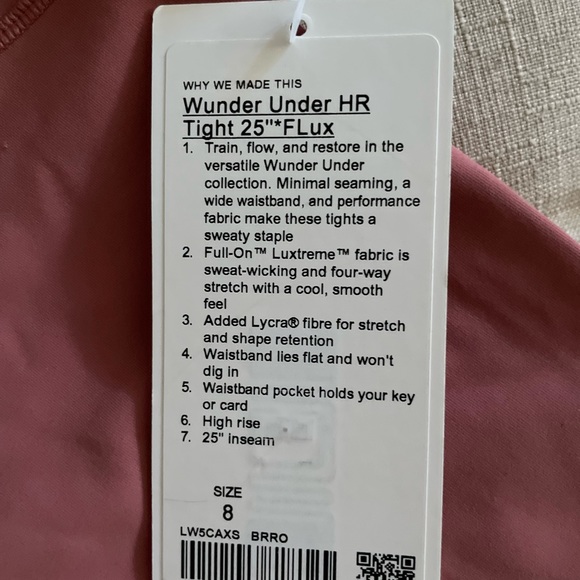 WHY WE MADE THIS
Wunder Under HR
Tight 25"*FLux
1. Train, flow, and restore in the
versatile Wunder Under
collection. Minimal seaming, a
wide waistband, and performance
fabric make these tights a
sweaty staple
2. Full-On™ Luxtreme™ fabric is
sweat-wicking and four-way
stretch with a cool, smooth
feel
3. Added Lycra® fibre for stretch
and shape retention
4. Waistband lies flat and won't
dig in
5. Waistband pocket holds your key
or card
6. High rise
7. 25" inseam
SIZE
8
LW5CAXS BRRO